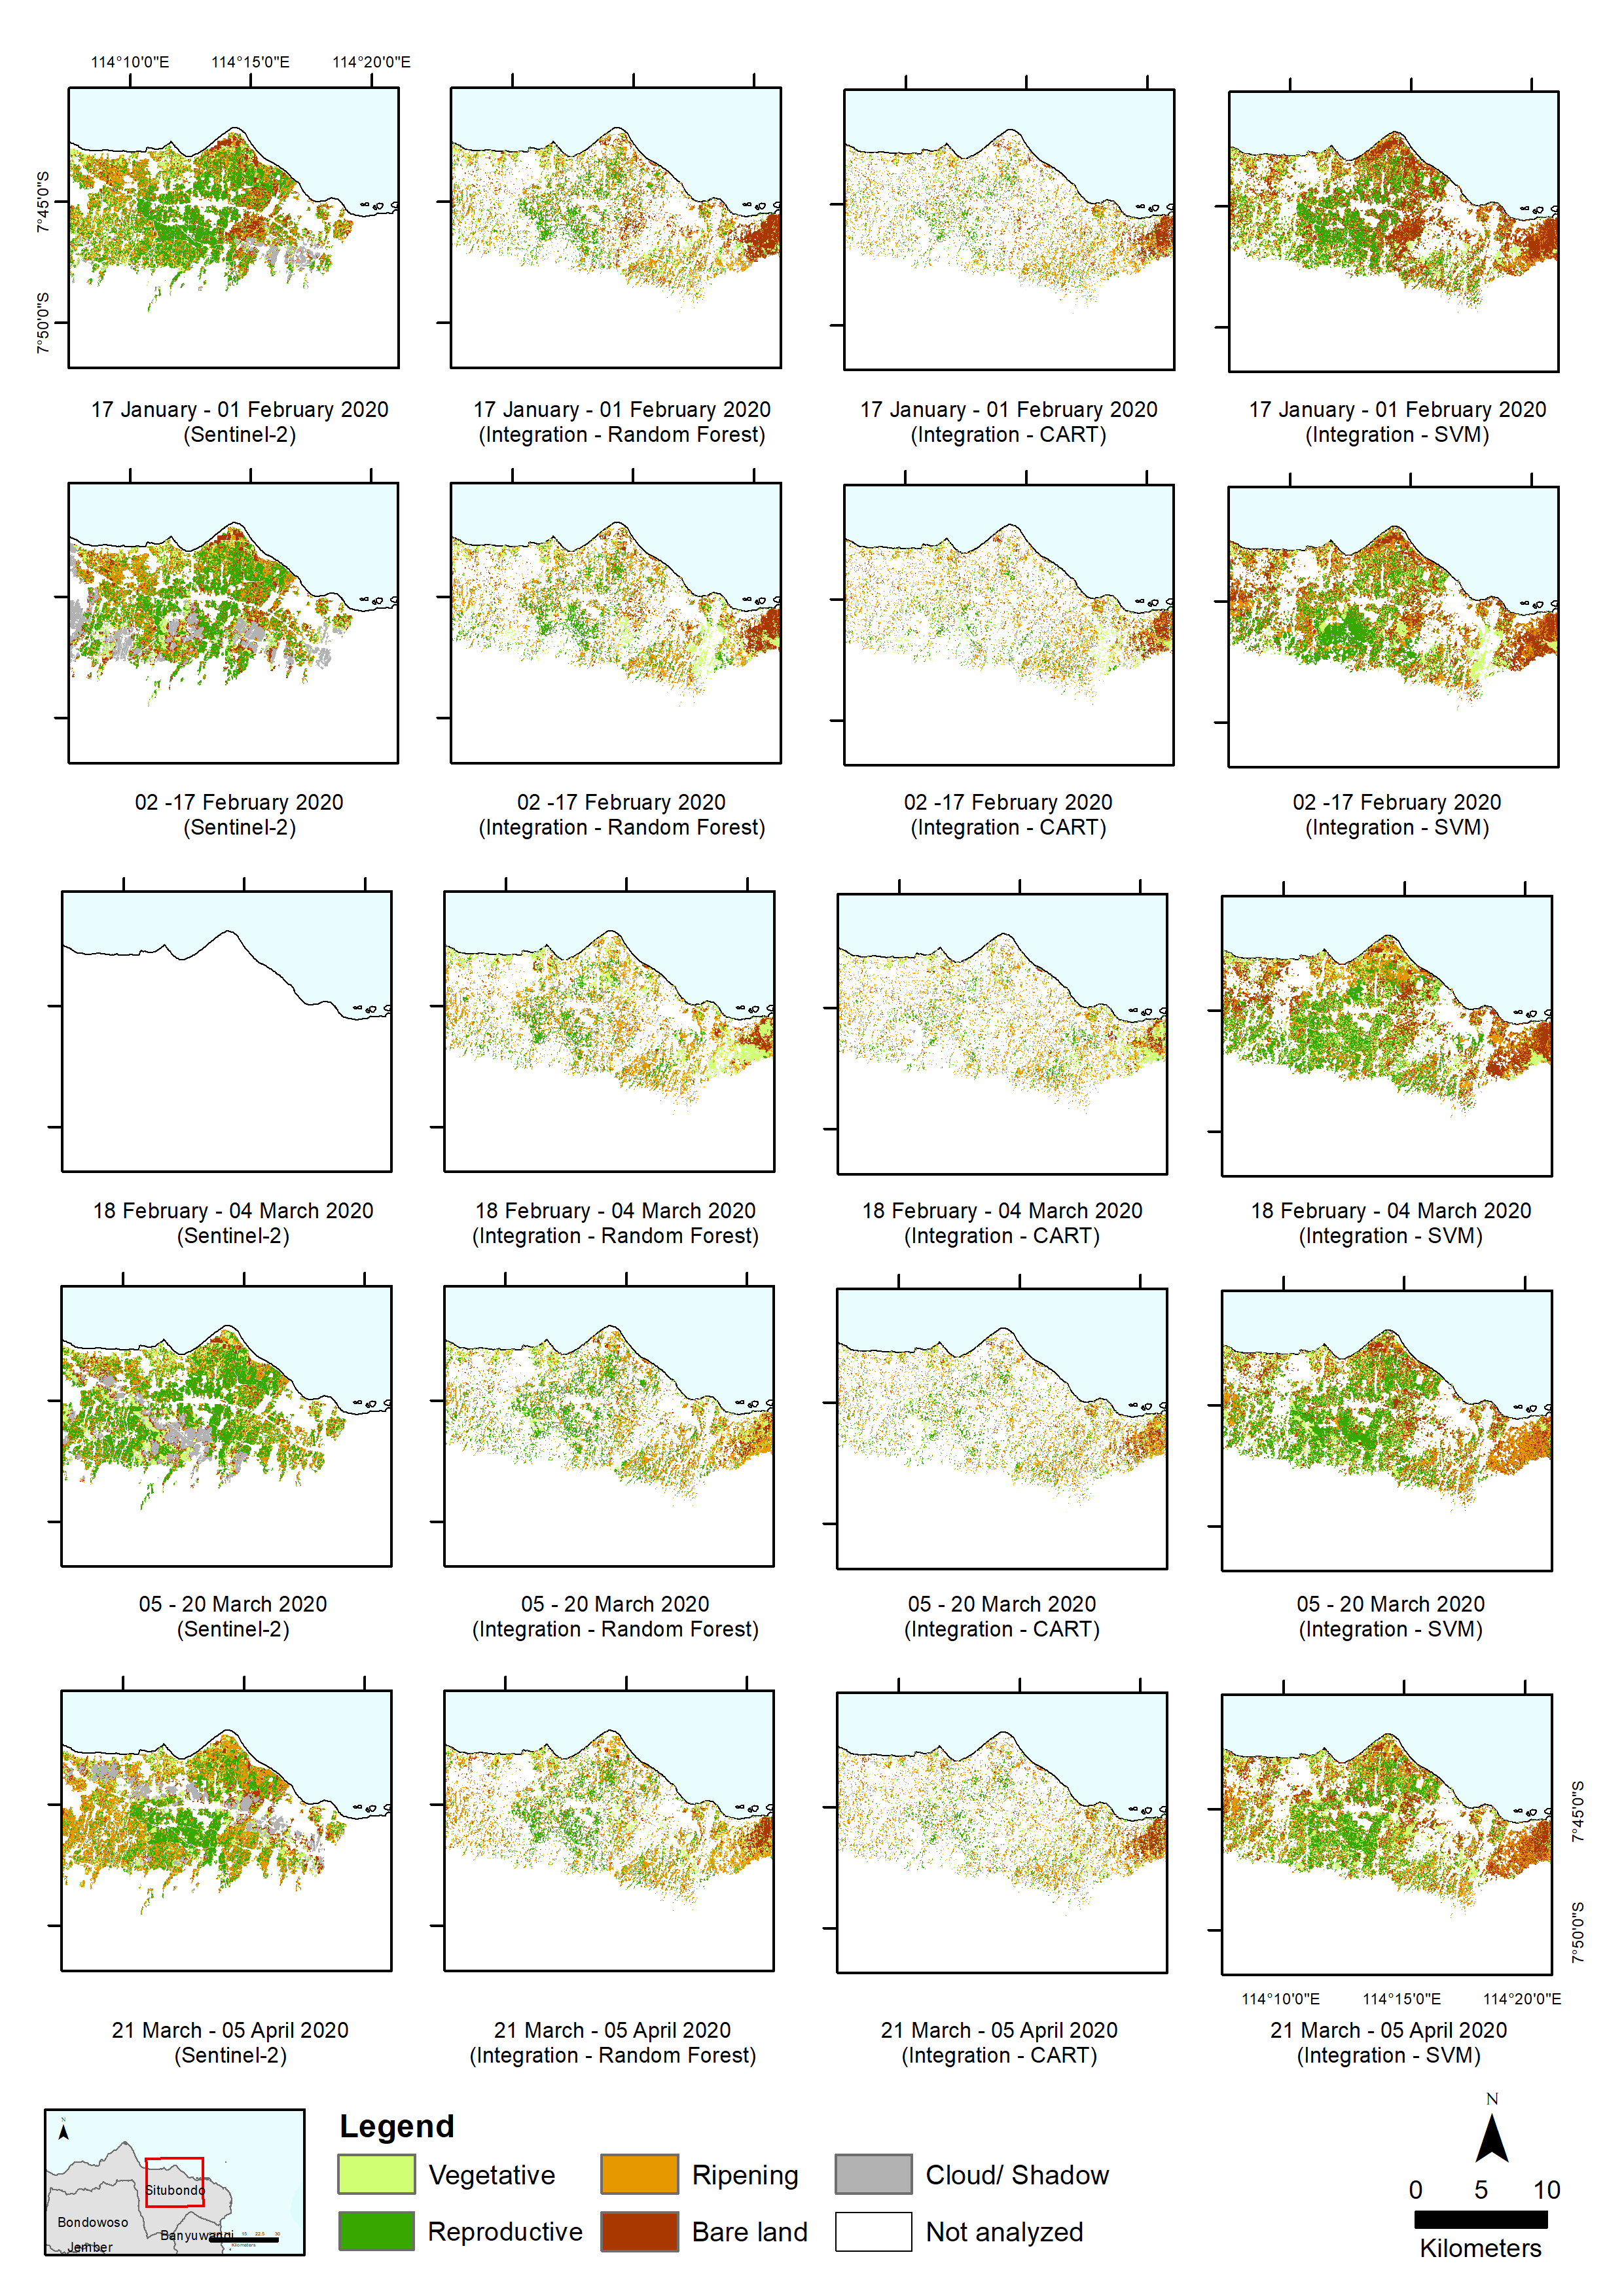 114°10'0"E 114°15'0"E 114°20'0"E
7°45'0"S
7°50'0"S
17 January - 01 February 2020
(Sentinel-2)
17 January - 01 February 2020
(Integration - Random Forest)
17 January - 01 February 2020
(Integration - CART)
17 January - 01 February 2020
(Integration - SVM)
02 -17 February 2020
(Sentinel-2)
02 -17 February 2020
(Integration - Random Forest)
02 -17 February 2020
(Integration - CART)
02 -17 February 2020
(Integration - SVM)
18 February - 04 March 2020
(Sentinel-2)
18 February - 04 March 2020
(Integration - Random Forest)
18 February - 04 March 2020
(Integration - CART)
18 February - 04 March 2020
(Integration - SVM)
05 - 20 March 2020
(Sentinel-2)
05 - 20 March 2020
(Integration - Random Forest)
05 - 20 March 2020
(Integration - CART)
05 - 20 March 2020
(Integration - SVM)
7°45'0"S
7°50'0"S
114°10'0"E 114°15'0"E 114°20'0"E
21 March - 05 April 2020
(Sentinel-2)
21 March - 05 April 2020
(Integration - Random Forest)
21 March - 05 April 2020
(Integration - CART)
21 March - 05 April 2020
(Integration - SVM)
N
Situbondo
Bondowoso
Banyuwangi
Jember
15 22.5 30
Kilometers
Legend
Vegetative
Ripening
Cloud/ Shadow
Reproductive
Bare land
Not analyzed
N
0 5 10
Kilometers